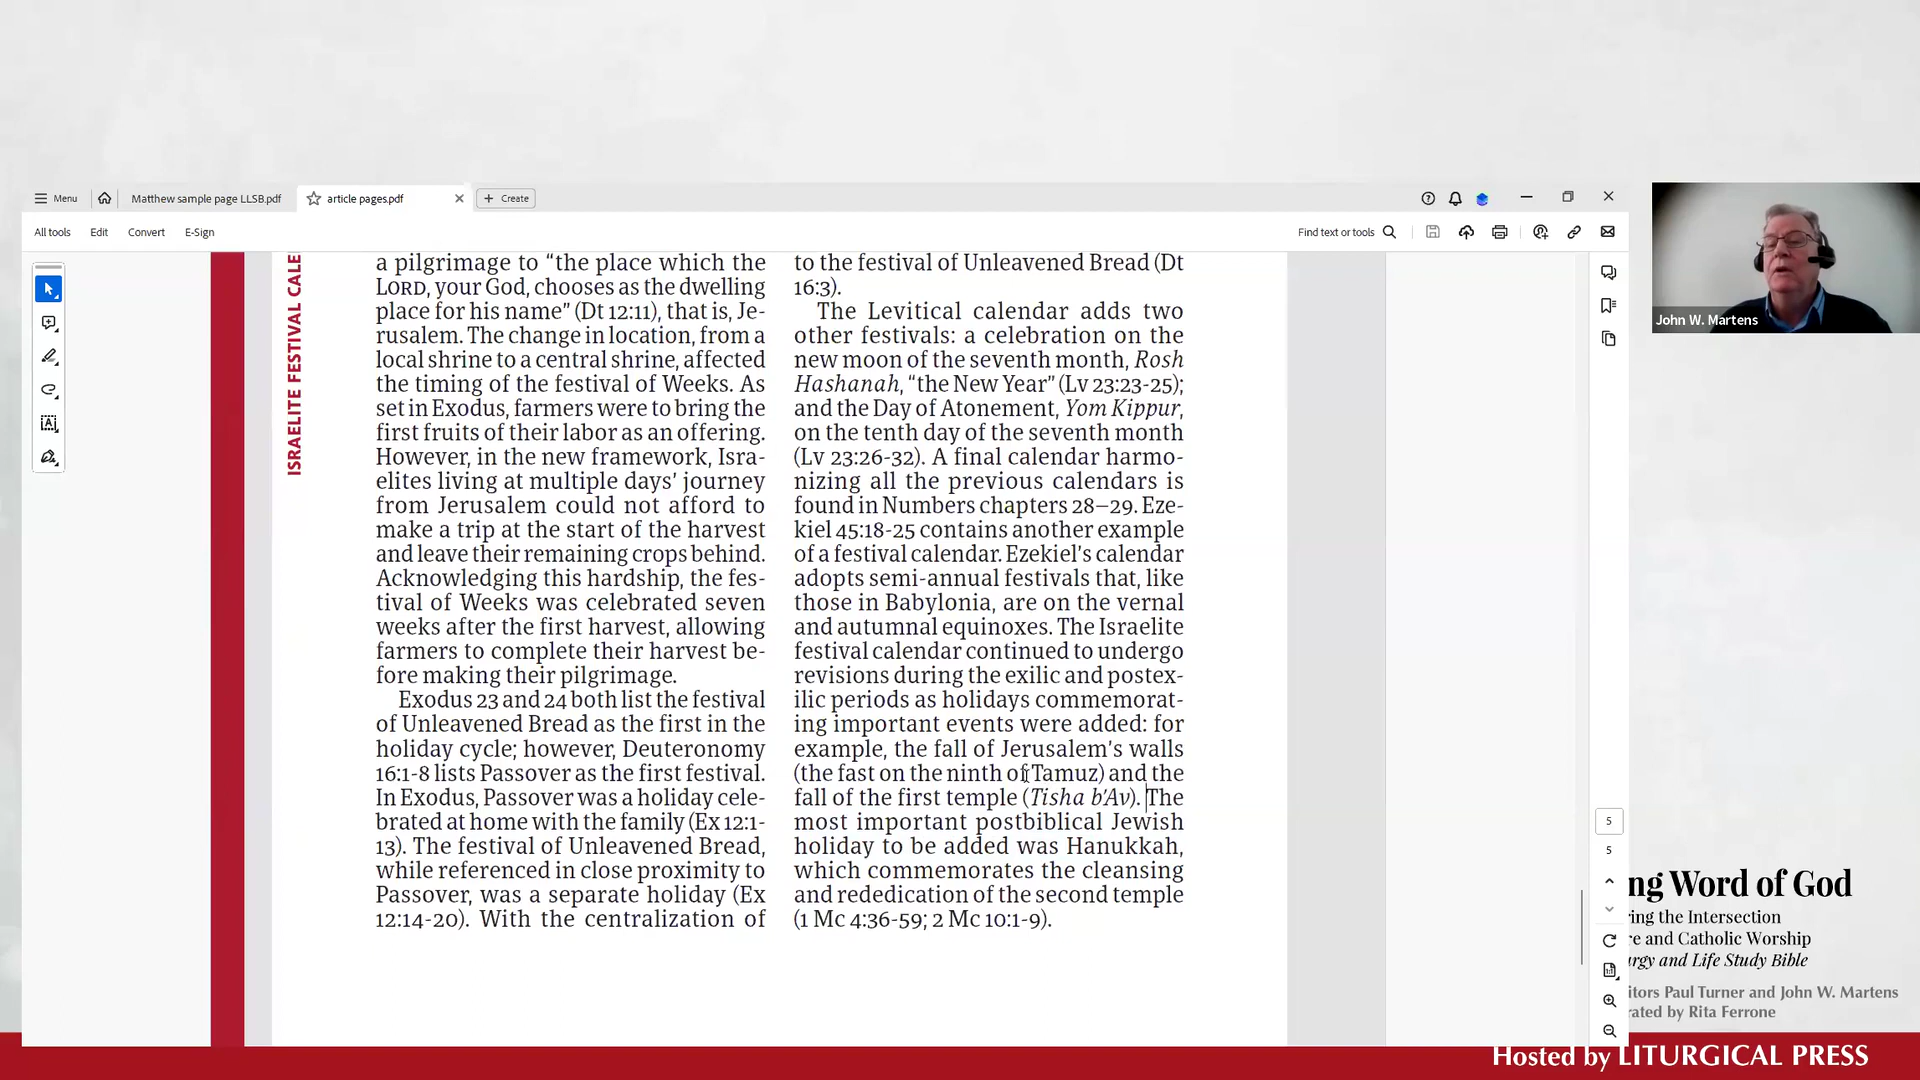 Menu
Matthew sample page LLSB.pdf
article pages.pdf
Create
All tools
Edit
Convert
E-Sign
Find text or tools
ISRAELITE FESTIVAL CALE
a pilgrimage to “the place which the
LORD, your God, chooses as the dwelling
place for his name” (Dt 12:11), that is, Je-
rusalem. The change in location, from a
local shrine to a central shrine, affected
the timing of the festival of Weeks. As
set in Exodus, farmers were to bring the
first fruits of their labor as an offering.
However, in the new framework, Isra-
elites living at multiple days’ journey
from Jerusalem could not afford to
make a trip at the start of the harvest
and leave their remaining crops behind.
Acknowledging this hardship, the fes-
tival of Weeks was celebrated seven
weeks after the first harvest, allowing
farmers to complete their harvest be-
fore making their pilgrimage.
Exodus 23 and 24 both list the festival
of Unleavened Bread as the first in the
holiday cycle; however, Deuteronomy
16:1-8 lists Passover as the first festival.
In Exodus, Passover was a holiday cele-
brated at home with the family (Ex 12:1-
13). The festival of Unleavened Bread,
while referenced in close proximity to
Passover, was a separate holiday (Ex
12:14-20). With the centralization of
to the festival of Unleavened Bread (Dt
16:3).
The Levitical calendar adds two
other festivals: a celebration on the
new moon of the seventh month, Rosh
Hashanah, “the New Year” (Lv 23:23-25);
and the Day of Atonement, Yom Kippur,
on the tenth day of the seventh month
(Lv 23:26-32). A final calendar harmo-
nizing all the previous calendars is
found in Numbers chapters 28–29. Eze-
kiel 45:18-25 contains another example
of a festival calendar. Ezekiel’s calendar
adopts semi-annual festivals that, like
those in Babylonia, are on the vernal
and autumnal equinoxes. The Israelite
festival calendar continued to undergo
revisions during the exilic and postex-
ilic periods as holidays commemorat-
ing important events were added: for
example, the fall of Jerusalem’s walls
(the fast on the ninth of Tamuz) and the
fall of the first temple (Tisha b’Av). The
most important postbiblical Jewish
holiday to be added was Hanukkah,
which commemorates the cleansing
and rededication of the second temple
(1 Mc 4:36-59; 2 Mc 10:1-9).
5
5
John W. Martens
ng Word of God
ring the Intersection
re and Catholic Worship
urgy and Life Study Bible
itors Paul Turner and John W. Martens
rated by Rita Ferrone
Hosted by LITURGICAL PRESS